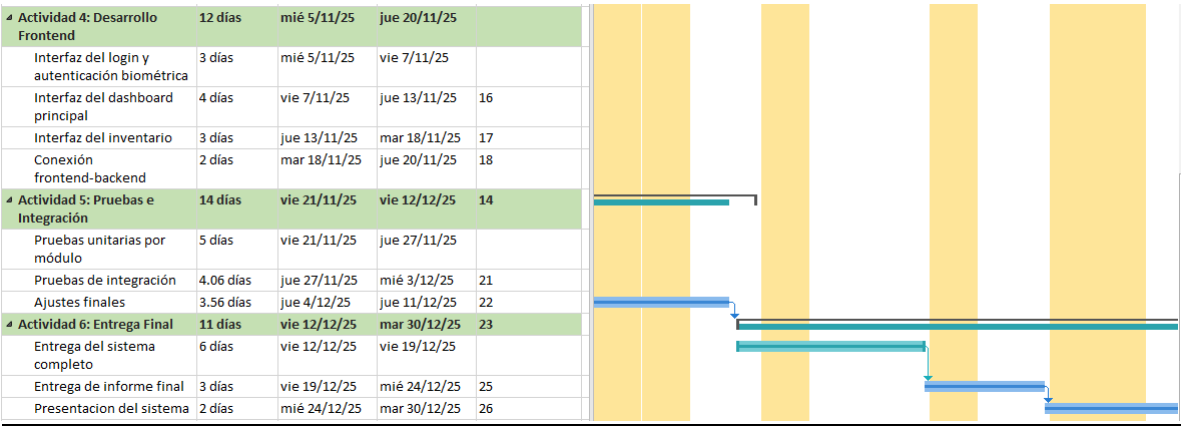 Actividad 4: Desarrollo 12 días mié 5/11/25 jue 20/11/25
Frontend
Interfaz del login y 3 días mié 5/11/25 vie 7/11/25
autenticación biométrica
Interfaz del dashboard 4 días vie 7/11/25 jue 13/11/25 16
principal
Interfaz del inventario 3 días jue 13/11/25 mar 18/11/25 17
Conexión 2 días mar 18/11/25 jue 20/11/25 18
frontend-backend
Actividad 5: Pruebas e 14 días vie 21/11/25 vie 12/12/25 14
Integración
Pruebas unitarias por 5 días vie 21/11/25 jue 27/11/25
módulo
Pruebas de integración 4.06 días jue 27/11/25 mié 3/12/25 21
Ajustes finales 3.56 días jue 4/12/25 jue 11/12/25 22
Actividad 6: Entrega Final 11 días vie 12/12/25 mar 30/12/25 23
Entrega del sistema 6 días vie 12/12/25 vie 19/12/25
completo
Entrega de informe final 3 días vie 19/12/25 mié 24/12/25 25
Presentacion del sistema 2 días mié 24/12/25 mar 30/12/25 26